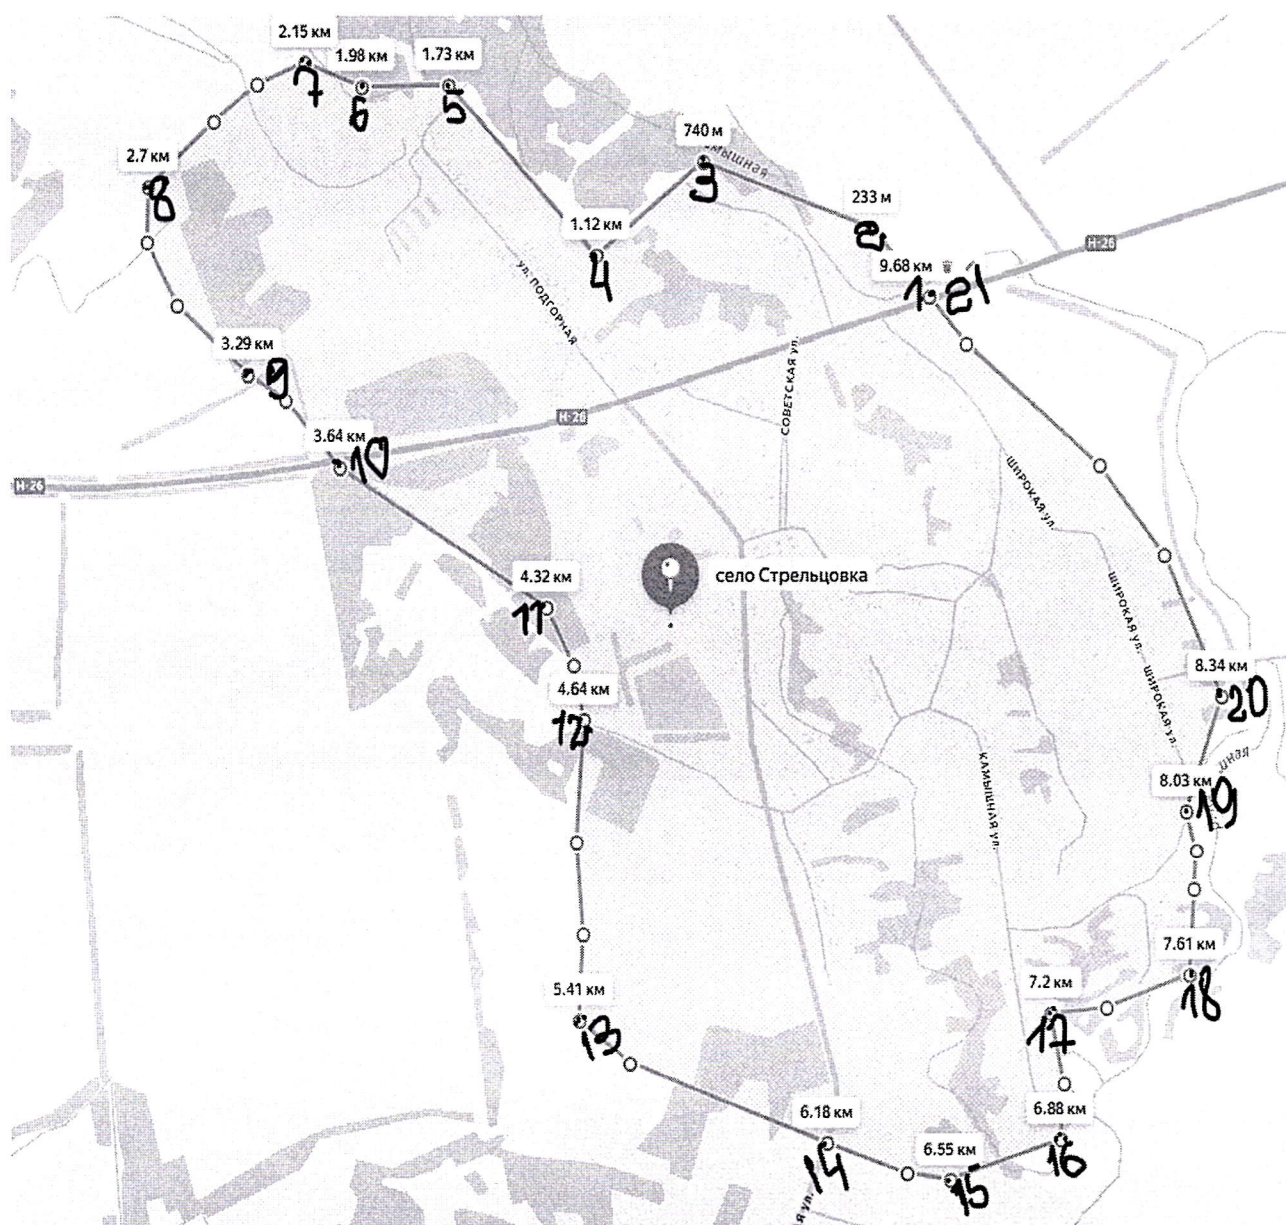 2.15 км
1.98 км
1.73 км
7
6
5
2.7 км
8
740 м
3
233 м
2
1.12 км
4
9.68 км
1 21
Н-26
ул. ПОДГОРНАЯ
3.29 км
9
СОВЕТСКАЯ ул.
Н-26
3.64 км
10
Н-26
ШИРОКАЯ ул.
4.32 км
11
село Стрельцовка
ШИРОКАЯ ул.
ШИРОКАЯ ул.
4.64 км
12
8.34 км
20
КАМЫШНАЯ ул.
8.03 км
19
7.61 км
18
5.41 км
13
7.2 км
17
6.18 км
14
6.88 км
16
6.55 км
15